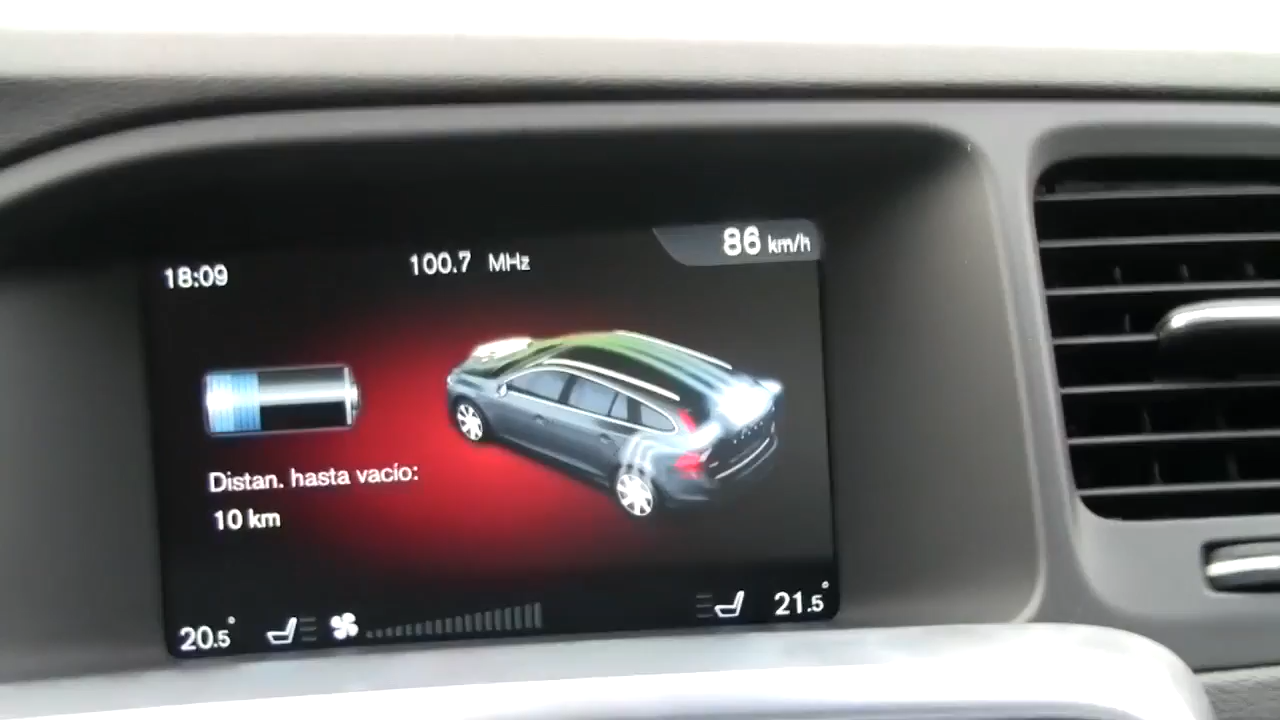 18:09
100.7 MHz
86 km/h
Distan. hasta vacío:
10 km
20.5°
21.5°